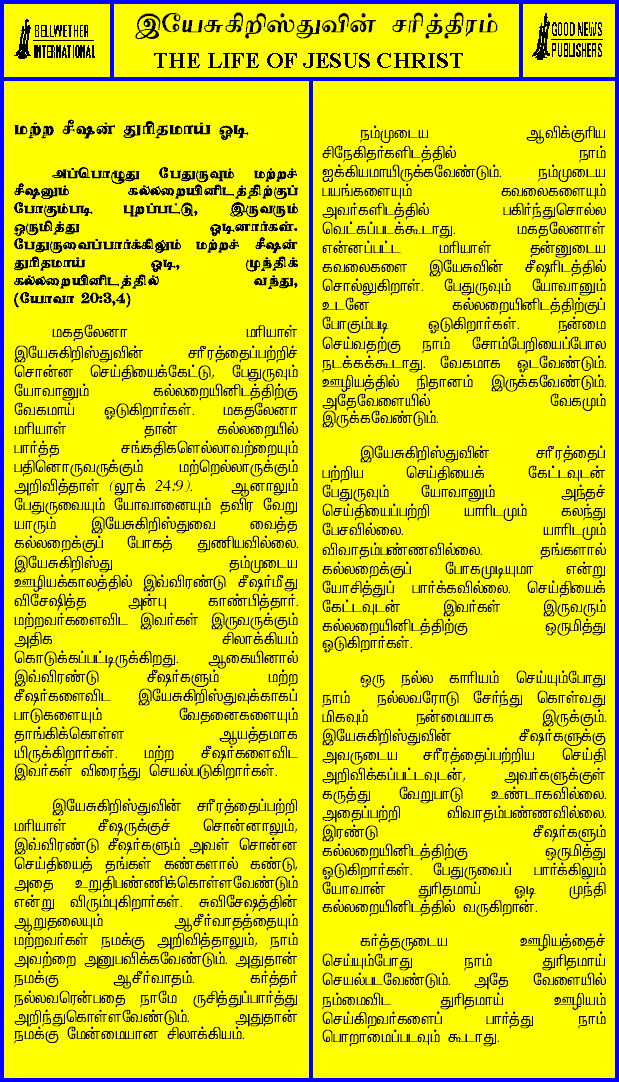 BELLWETHER
INTERNATIONAL
இயேசுகிறிஸ்துவின் சரித்திரம்
THE LIFE OF JESUS CHRIST
GOOD NEWS
PUBLISHERS
மற்ற சீஷன் துரிதமாய் ஓடி
அப்பொழுது பேதுருவும் மற்றச்
சீஷனும் கல்லறையினிடத்திற்குப்
போகும்படி புறப்பட்டு, இருவரும்
ஒருமித்து ஓடினார்கள்.
பேதுருவைப்பார்க்கிலும் மற்றச் சீஷன்
துரிதமாய் ஓடி, முந்திக்
கல்லறையினிடத்தில் வந்து,
(யோவா 20:3,4)
மகதலேனா மரியாள்
இயேசுகிறிஸ்துவின் சரீரத்தைப்பற்றிச்
சொன்ன செய்தியைக்கேட்டு, பேதுருவும்
யோவானும் கல்லறையினிடத்திற்கு
வேகமாய் ஓடுகிறார்கள். மகதலேனா
மரியாள் தான் கல்லறையில்
பார்த்த சங்கதிகளெல்லாவற்றையும்
பதினொருவருக்கும் மற்றெல்லாருக்கும்
அறிவித்தாள் (லூக் 24:9). ஆனாலும்
பேதுருவையும் யோவானையும் தவிர வேறு
யாரும் இயேசுகிறிஸ்துவை வைத்த
கல்லறைக்குப் போகத் துணியவில்லை.
இயேசுகிறிஸ்து தம்முடைய
ஊழியக்காலத்தில் இவ்விரண்டு சீஷர்மீது
விசேஷித்த அன்பு காண்பித்தார்.
மற்றவர்களைவிட இவர்கள் இருவருக்கும்
அதிக சிலாக்கியம்
கொடுக்கப்பட்டிருக்கிறது. ஆகையினால்
இவ்விரண்டு சீஷர்களும் மற்ற
சீஷர்களைவிட இயேசுகிறிஸ்துவுக்காகப்
பாடுகளையும் வேதனைகளையும்
தாங்கிக்கொள்ள ஆயத்தமாக
யிருக்கிறார்கள். மற்ற சீஷர்களைவிட
இவர்கள் விரைந்து செயல்படுகிறார்கள்.
இயேசுகிறிஸ்துவின் சரீரத்தைப்பற்றி
மரியாள் சீஷருக்குச் சொன்னாலும்,
இவ்விரண்டு சீஷர்களும் அவள் சொன்ன
செய்தியைத் தங்கள் கண்களால் கண்டு,
அதை உறுதிபண்ணிக்கொள்ளவேண்டும்
என்று விரும்புகிறார்கள். சுவிசேஷத்தின்
ஆறுதலையும் ஆசீர்வாதத்தையும்
மற்றவர்கள் நமக்கு அறிவித்தாலும், நாம்
அவற்றை அனுபவிக்கவேண்டும். அதுதான்
நமக்கு ஆசீர்வாதம். கர்த்தர்
நல்லவரென்பதை நாமே ருசித்துப்பார்த்து
அறிந்துகொள்ளவேண்டும். அதுதான்
நமக்கு மேன்மையான சிலாக்கியம்.
நம்முடைய ஆவிக்குரிய
சிநேகிதர்களிடத்தில் நாம்
ஐக்கியமாயிருக்கவேண்டும். நம்முடைய
பயங்களையும் கவலைகளையும்
அவர்களிடத்தில் பகிர்ந்துசொல்ல
வெட்கப்படக்கூடாது. மகதலேனாள்
என்னப்பட்ட மரியாள் தன்னுடைய
கவலைகளை இயேசுவின் சீஷரிடத்தில்
சொல்லுகிறாள். பேதுருவும் யோவானும்
உடனே கல்லறையினிடத்திற்குப்
போகும்படி ஓடுகிறார்கள். நன்மை
செய்வதற்கு நாம் சோம்பேறியைப்போல
நடக்கக்கூடாது. வேகமாக ஓடவேண்டும்.
ஊழியத்தில் நிதானம் இருக்கவேண்டும்.
அதேவேளையில் வேகமும்
இருக்கவேண்டும்.
இயேசுகிறிஸ்துவின் சரீரத்தைப்
பற்றிய செய்தியைக் கேட்டவுடன்
பேதுருவும் யோவானும் அந்தச்
செய்தியைப்பற்றி யாரிடமும் கலந்து
பேசவில்லை. யாரிடமும்
விவாதம்பண்ணவில்லை. தங்களால்
கல்லறைக்குப் போகமுடியுமா என்று
யோசித்துப் பார்க்கவில்லை. செய்தியைக்
கேட்டவுடன் இவர்கள் இருவரும்
கல்லறையினிடத்திற்கு ஒருமித்து
ஓடுகிறார்கள்.
ஒரு நல்ல காரியம் செய்யும்போது
நாம் நல்லவரோடு சேர்ந்து கொள்வது
மிகவும் நன்மையாக இருக்கும்.
இயேசுகிறிஸ்துவின் சீஷர்களுக்கு
அவருடைய சரீரத்தைப்பற்றிய செய்தி
அறிவிக்கப்பட்டவுடன், அவர்களுக்குள்
கருத்து வேறுபாடு உண்டாகவில்லை.
அதைப்பற்றி விவாதம்பண்ணவில்லை.
இரண்டு சீஷர்களும்
கல்லறையினிடத்திற்கு ஒருமித்து
ஓடுகிறார்கள். பேதுருவைப் பார்க்கிலும்
யோவான் துரிதமாய் ஓடி முந்தி
கல்லறையினிடத்தில் வருகிறான்.
கர்த்தருடைய ஊழியத்தைச்
செய்யும்போது நாம் துரிதமாய்
செயல்படவேண்டும். அதே வேளையில்
நம்மைவிட துரிதமாய் ஊழியம்
செய்கிறவர்களைப் பார்த்து நாம்
பொறாமைப்படவும் கூடாது.